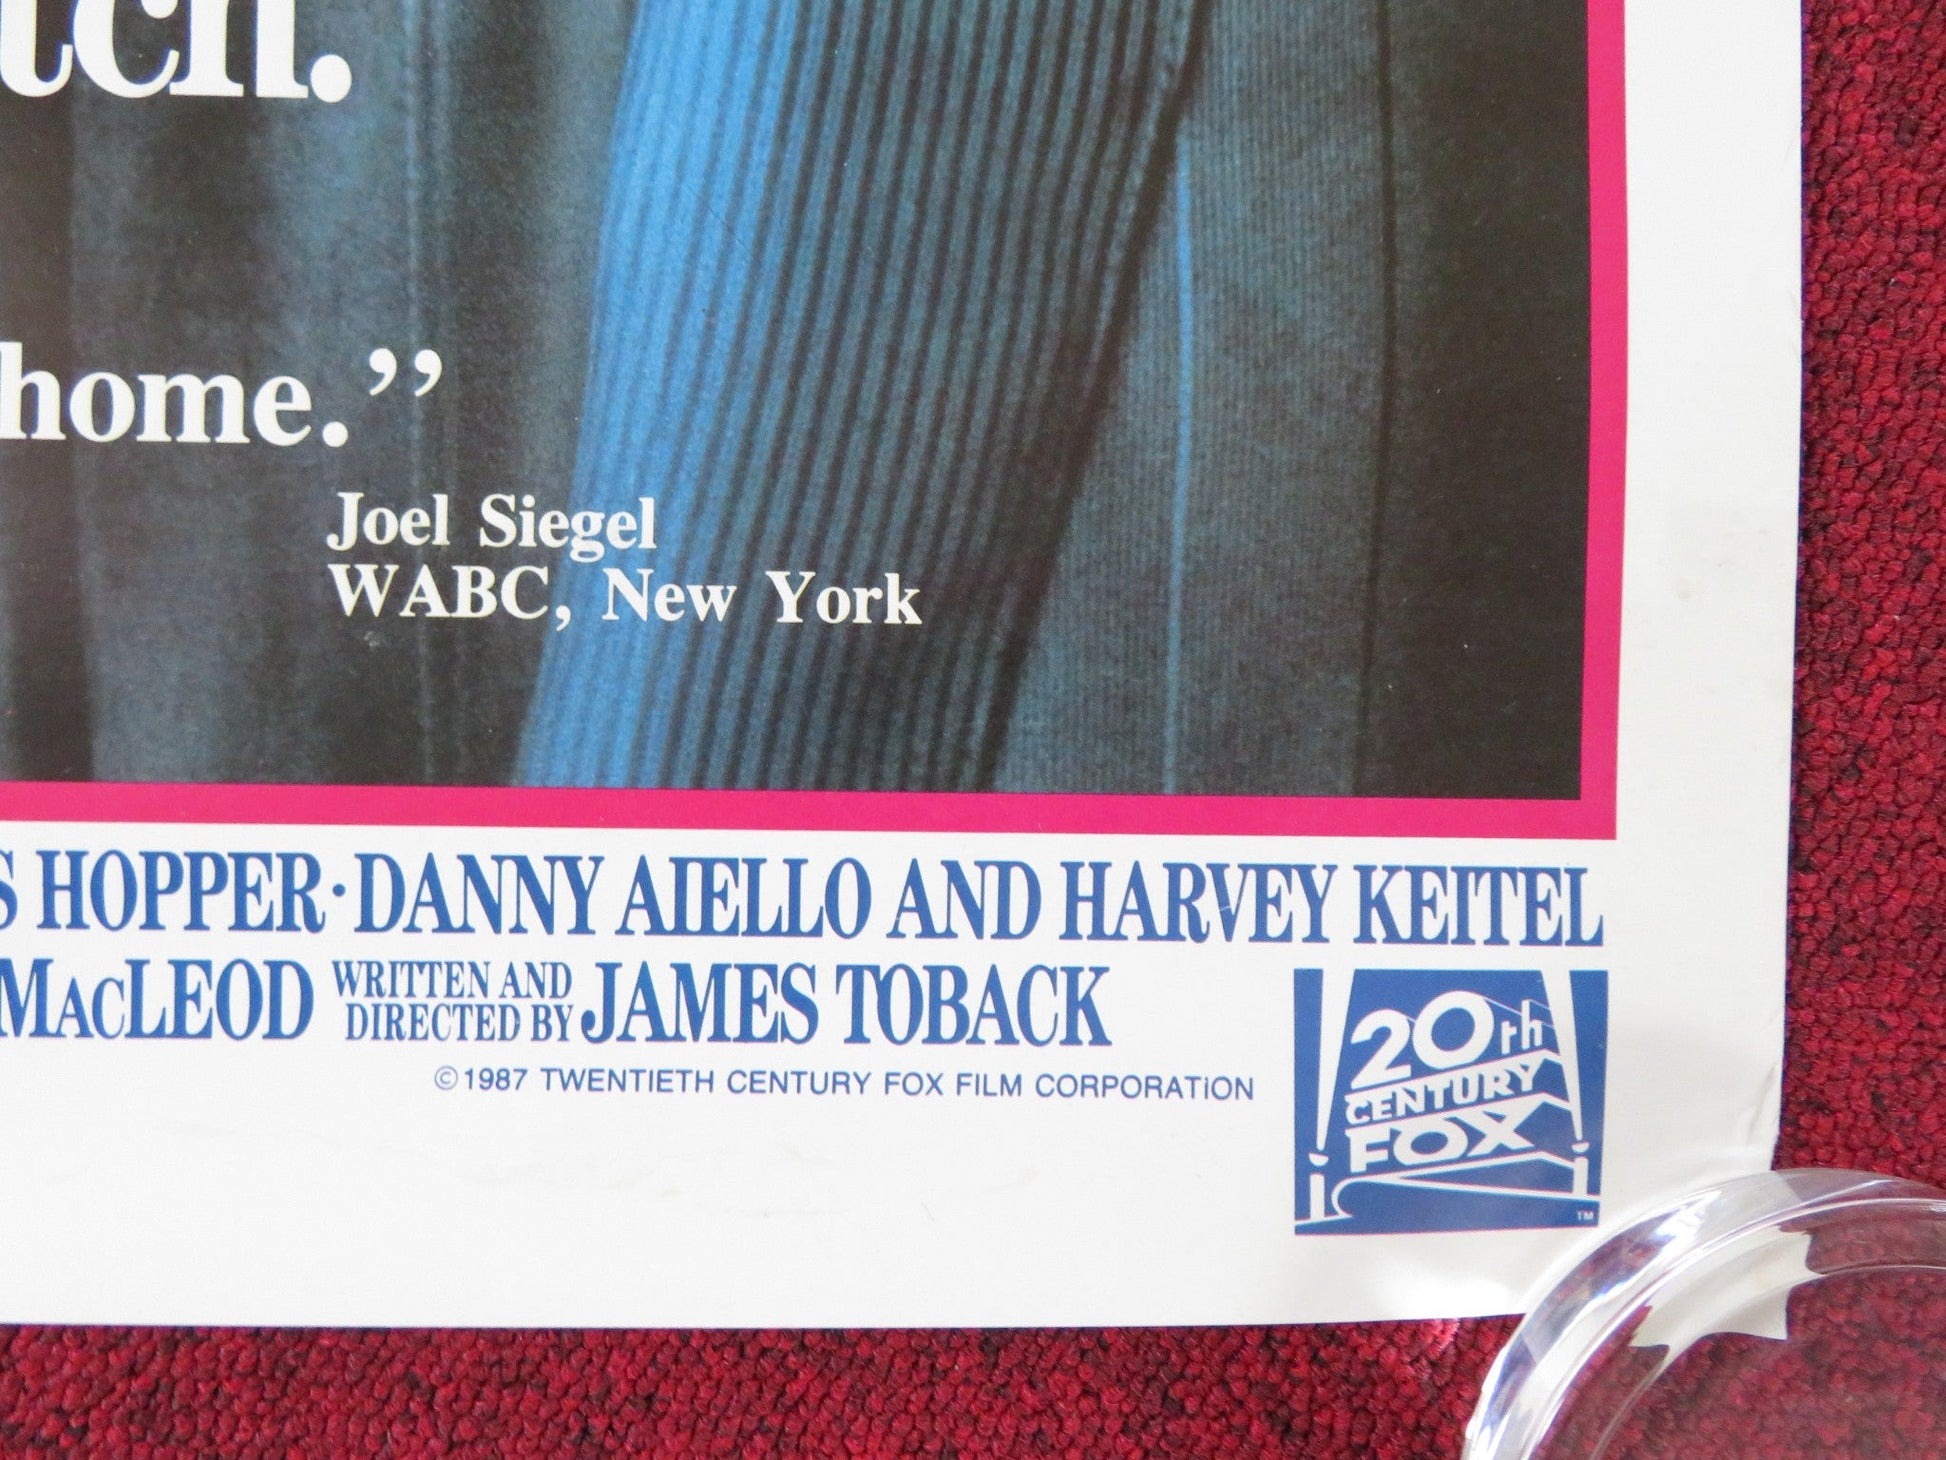 tch.
home.”
Joel Siegel
WABC, New York
S HOPPER·DANNY AIELLO AND HARVEY KEITEL
MACLEOD WRITTEN AND DIRECTED BY JAMES TOBACK
©1987 TWENTIETH CENTURY FOX FILM CORPORATiON
20th
CENTURY
FOX
TM